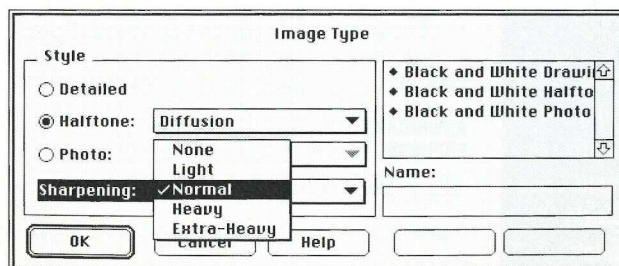 Image Type
Style
Detailed
Halftone: Diffusion
Photo:
None
Light
Sharpening: ✓Normal
Heavy
Extra-Heavy
◆ Black and White Drawi
◆ Black and White Halfto
◆ Black and White Photo
Name:
OK
Cancel
Help